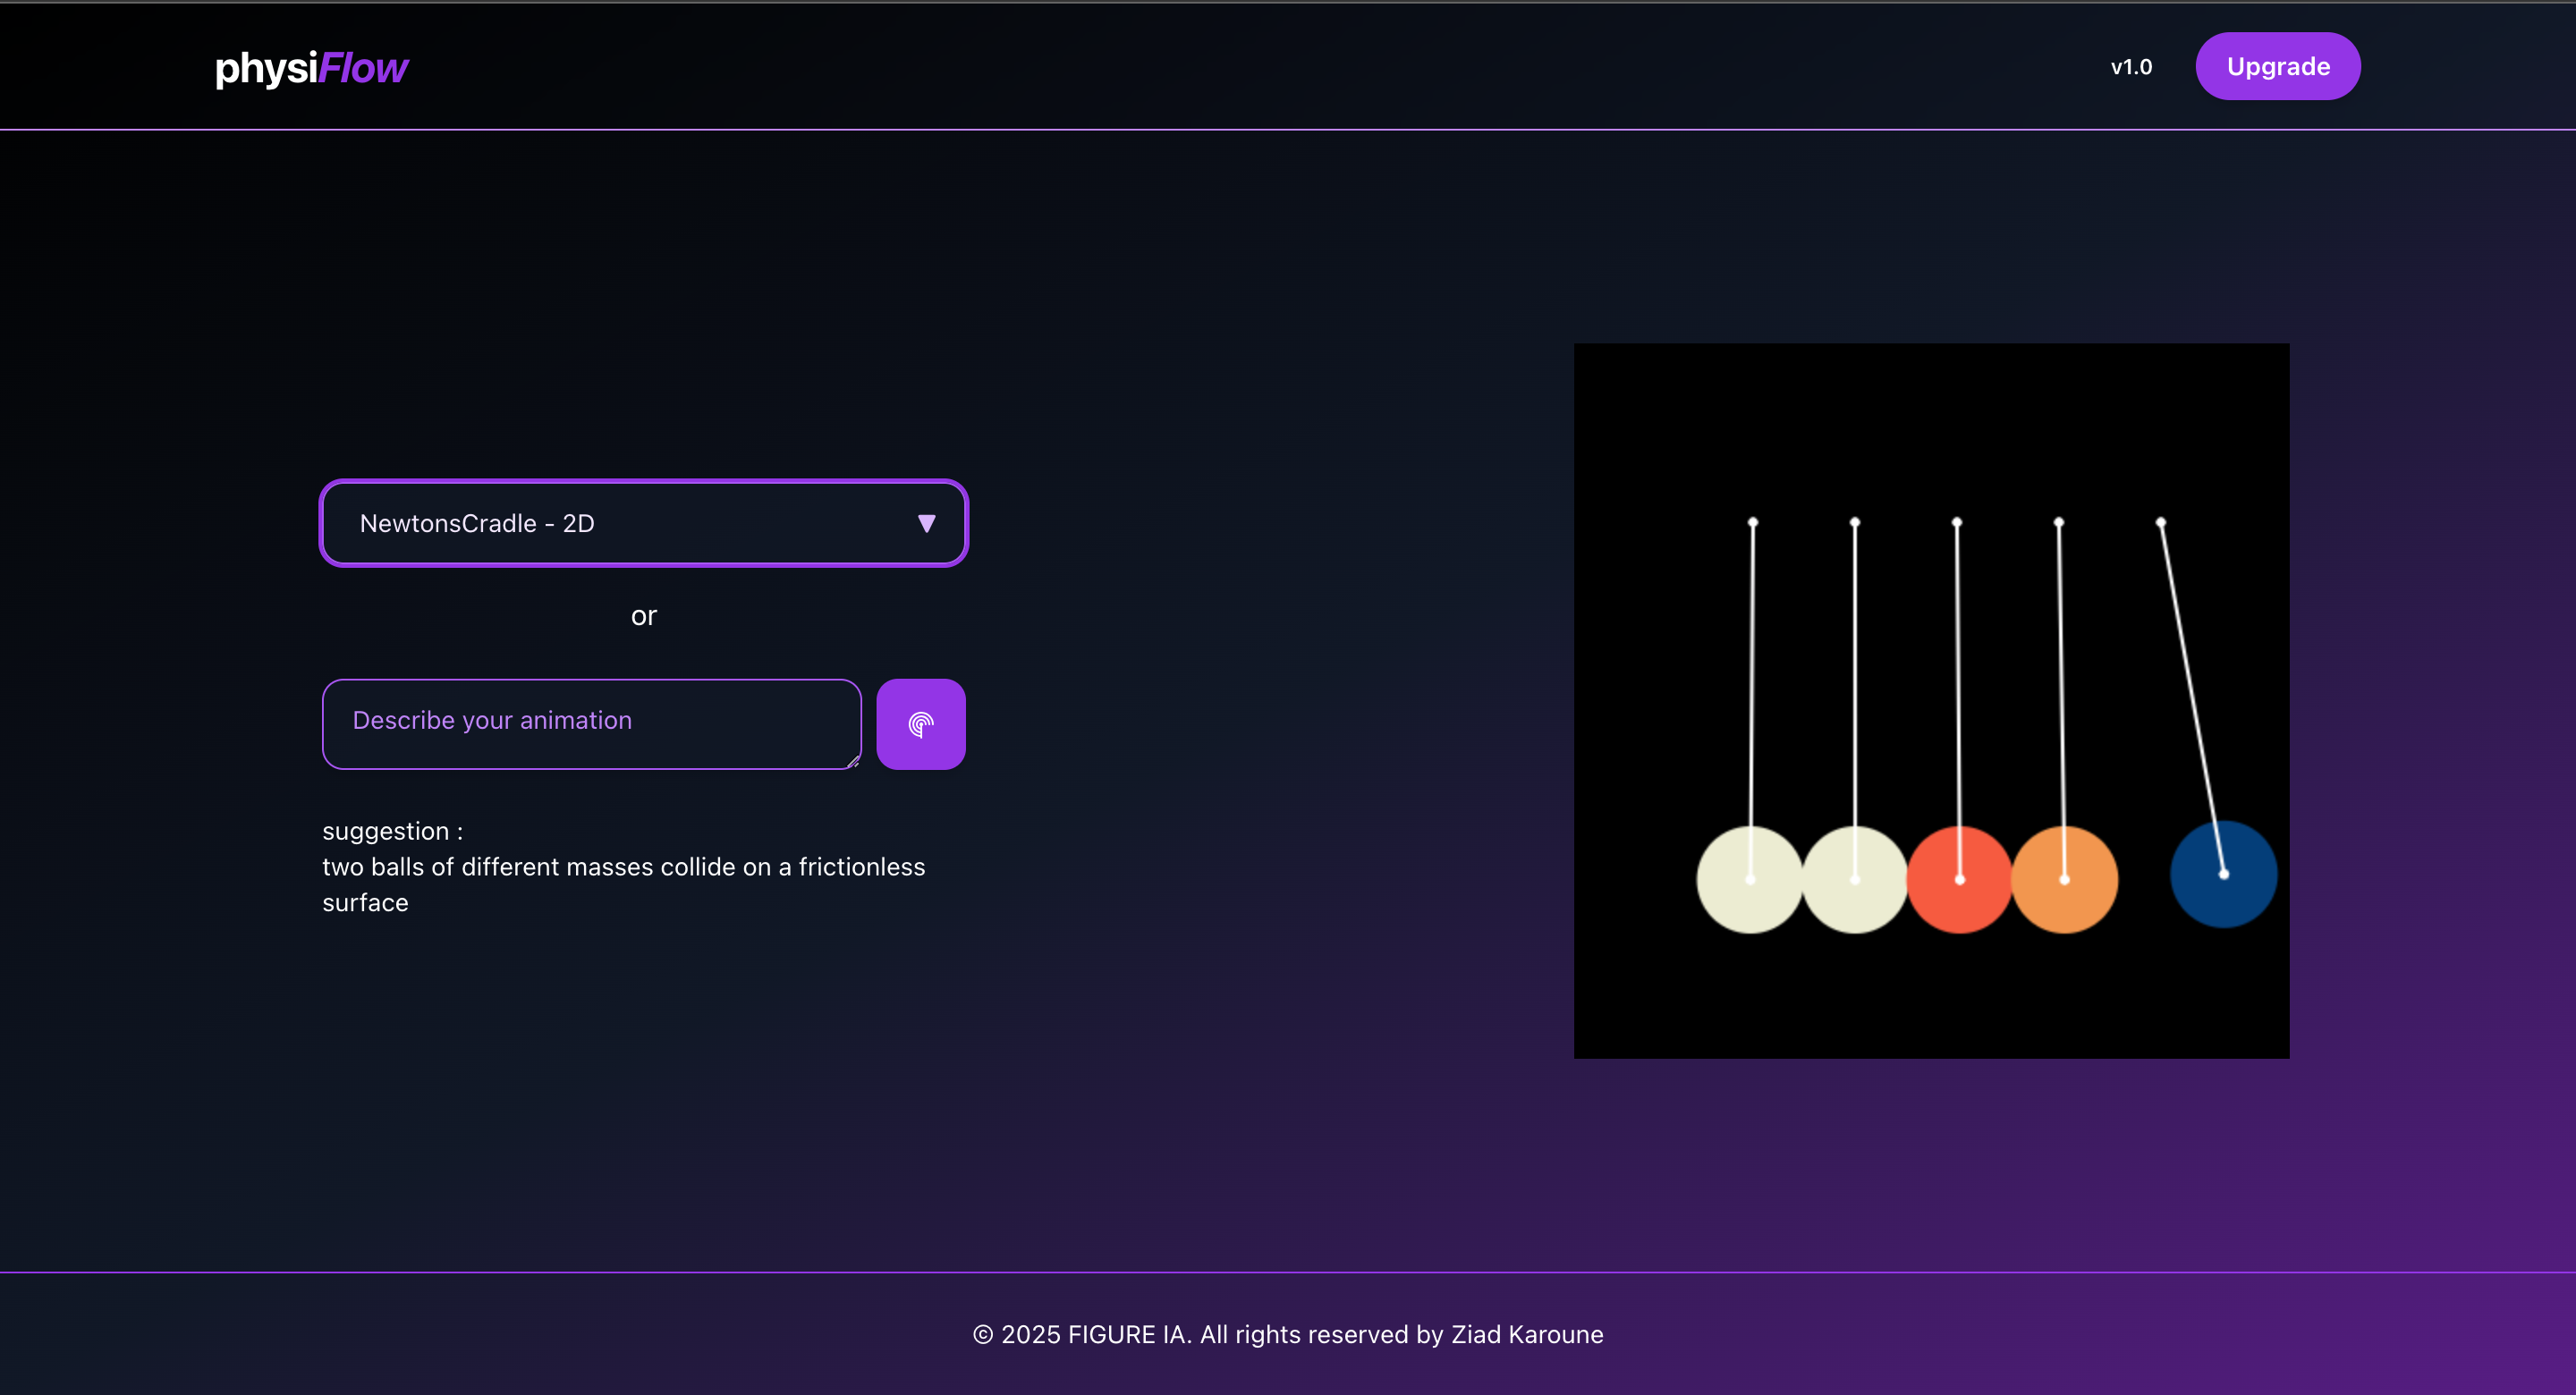 physiFlow
v1.0
Upgrade
NewtonsCradle - 2D
or
Describe your animation
suggestion :
two balls of different masses collide on a frictionless
surface
© 2025 FIGURE IA. All rights reserved by Ziad Karoune